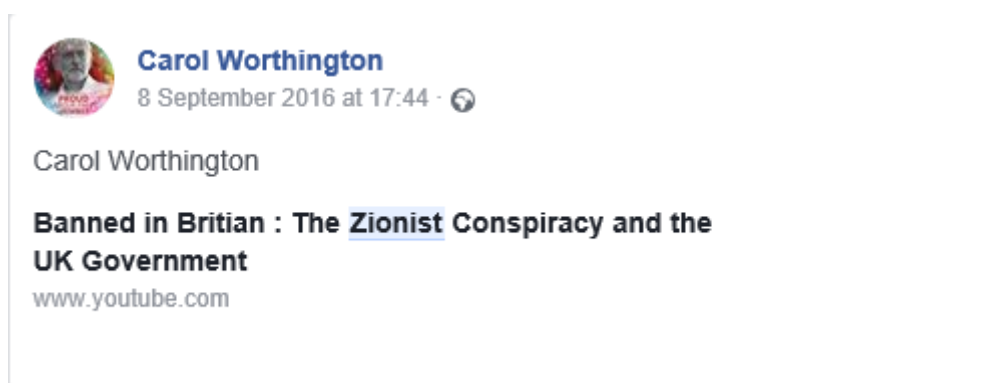 Carol Worthington
8 September 2016 at 17:44 ·
Carol Worthington
Banned in Britian : The Zionist Conspiracy and the
UK Government
www.youtube.com